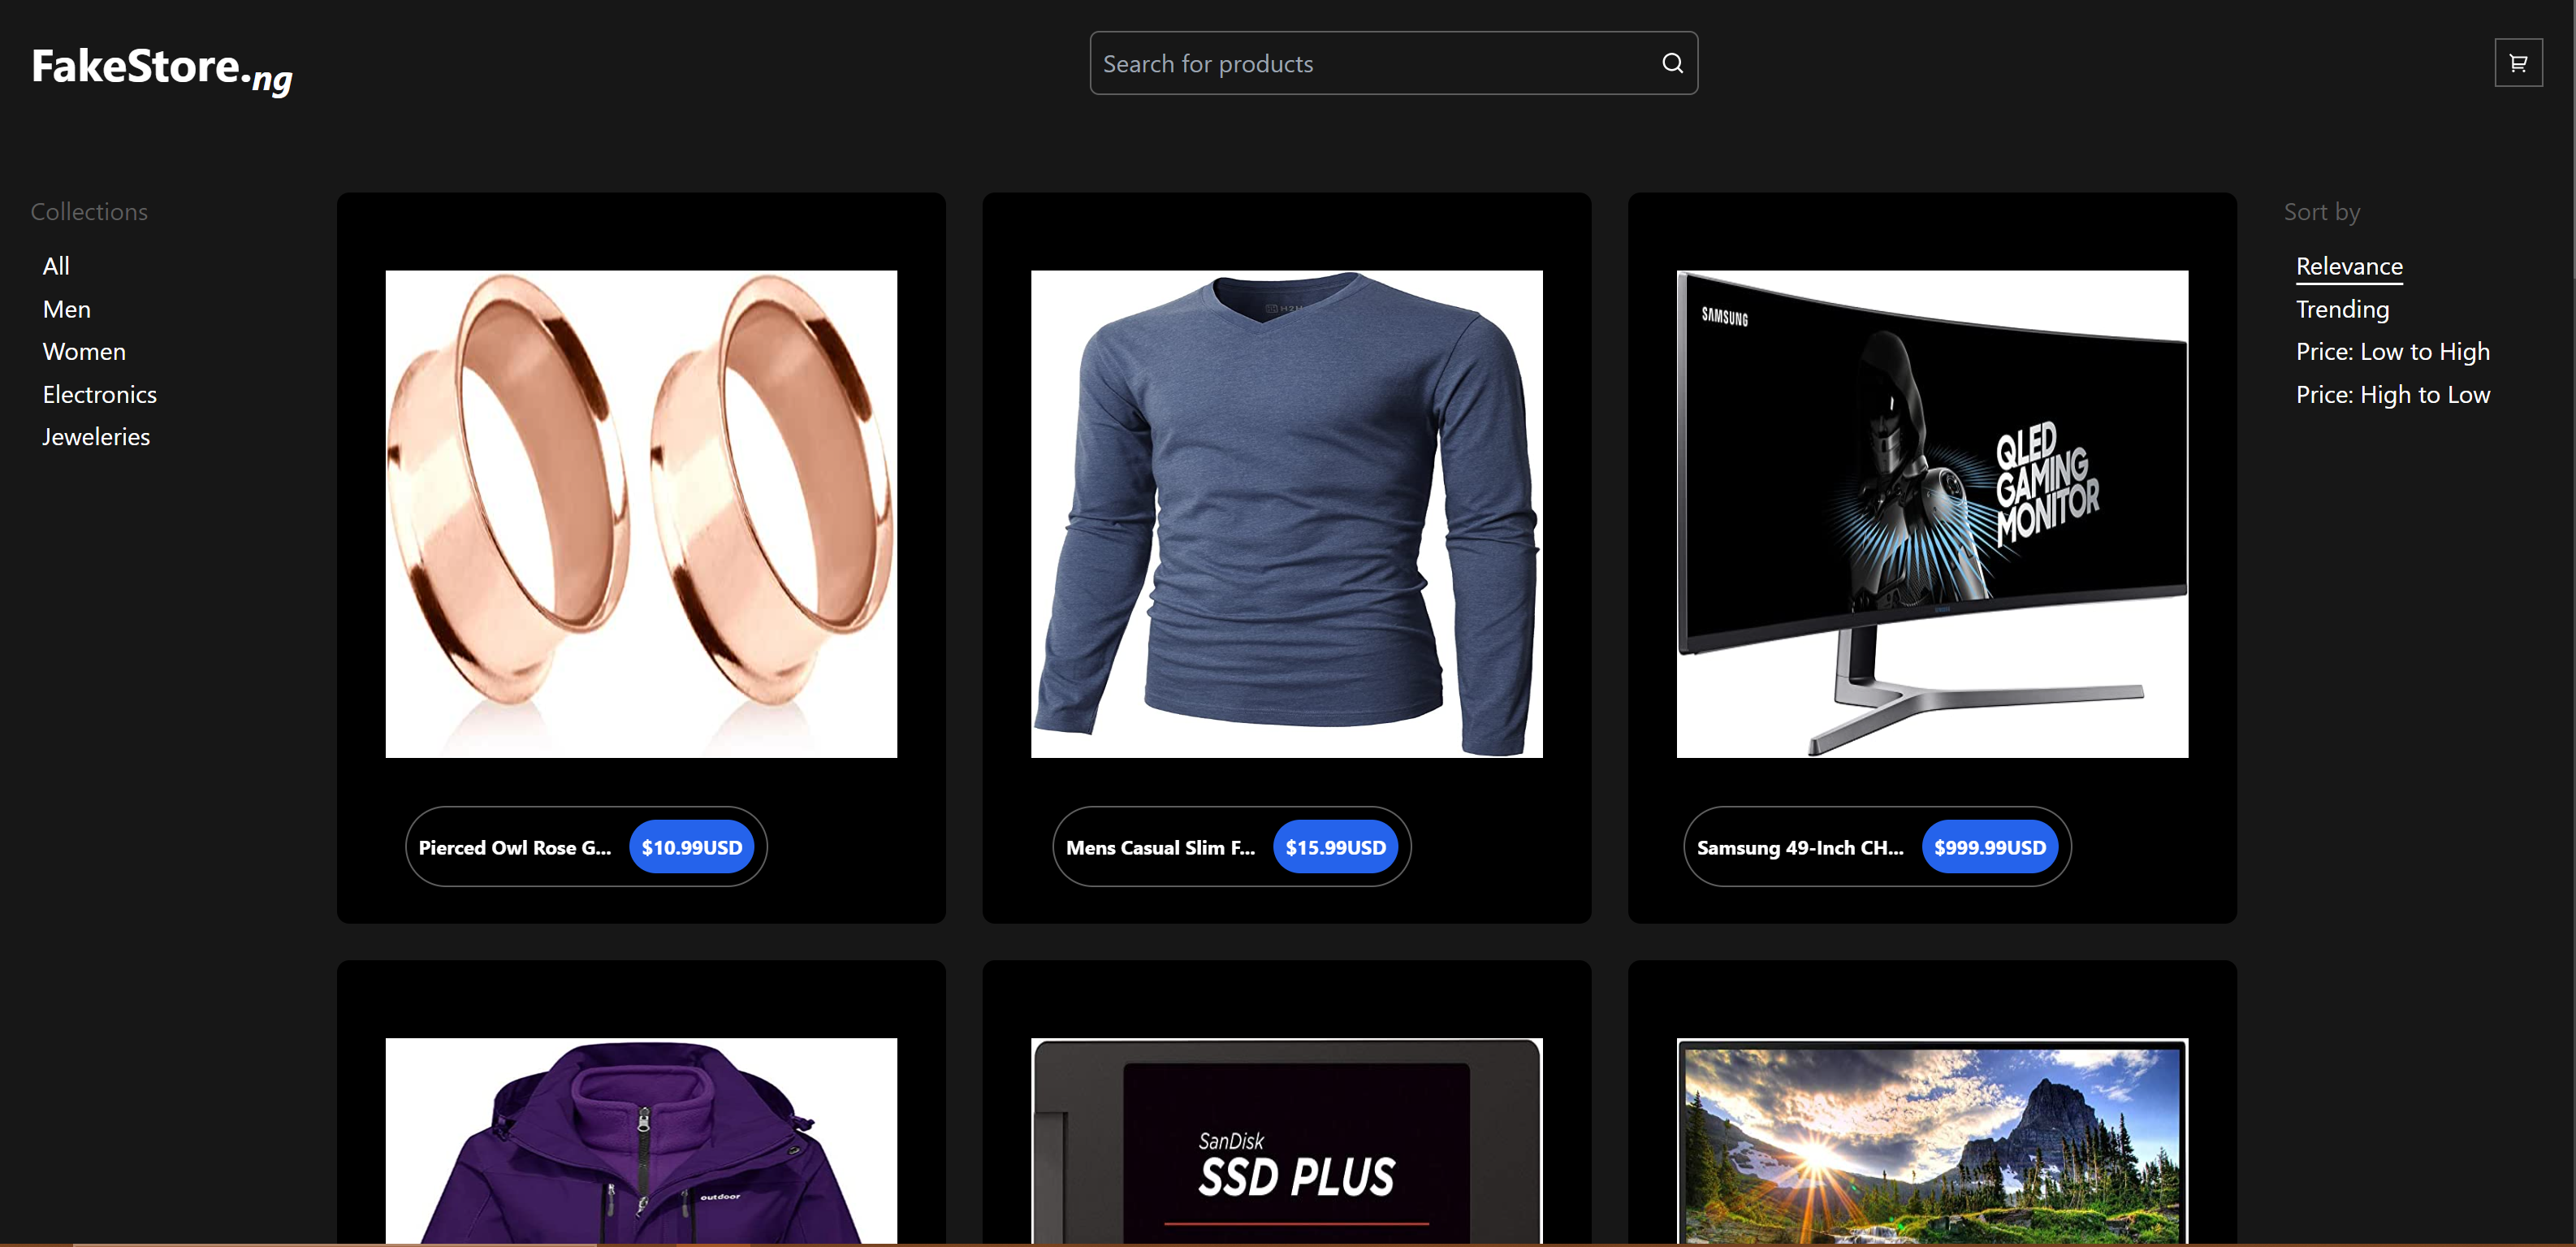 FakeStore.ng
Search for products
Collections
All
Men
Women
Electronics
Jeweleries
Sort by
Relevance
Trending
Price: Low to High
Price: High to Low
SAMSUNG
QLED
GAMING
MONITOR
Pierced Owl Rose G...
$10.99USD
Mens Casual Slim F...
$15.99USD
Samsung 49-Inch CH...
$999.99USD
outdoor
SanDisk
SSD PLUS